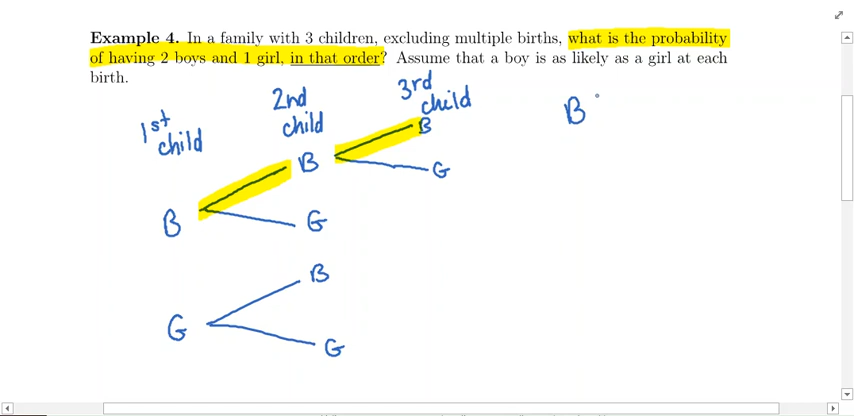 Example 4. In a family with 3 children, excluding multiple births, what is the probability
of having 2 boys and 1 girl, in that order? Assume that a boy is as likely as a girl at each
birth.
1st child
2nd child
3rd child
B
B
B
G
B
G
B
G
G